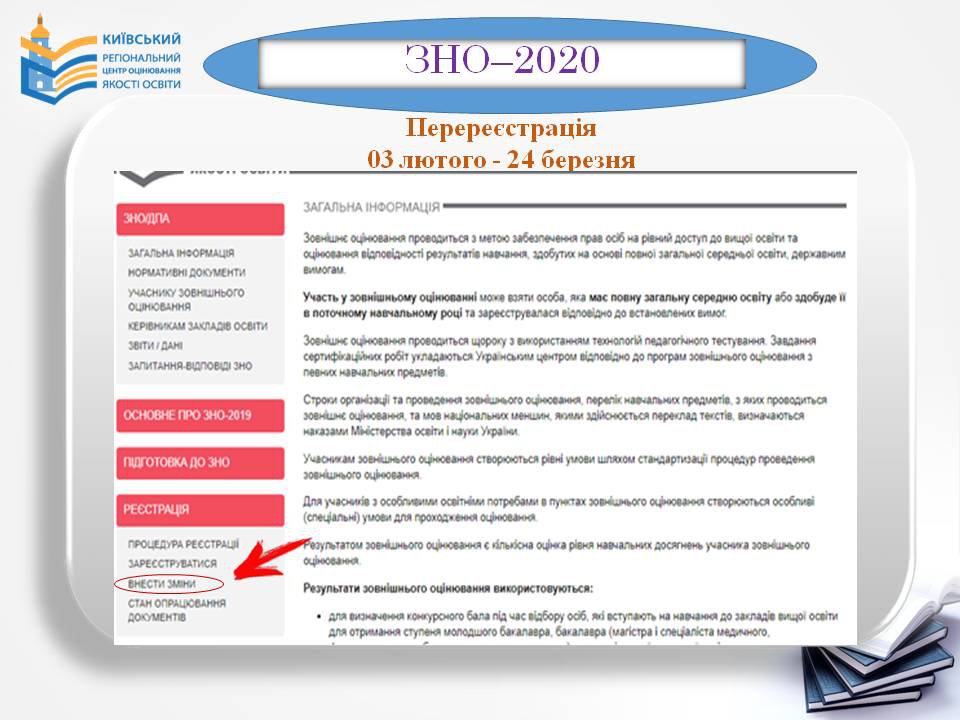 КИЇВСЬКИЙ
РЕГІОНАЛЬНИЙ
ЦЕНТР ОЦІНЮВАННЯ
ЯКОСТІ ОСВІТИ
ЗНО–2020
Перереєстрація
03 лютого - 24 березня
ЯКОСТІ ОСВІТИ
ЗНО/ДПА
ЗАГАЛЬНА ІНФОРМАЦІЯ
НОРМАТИВНІ ДОКУМЕНТИ
УЧАСНИКУ ЗОВНІШНЬОГО
ОЦІНЮВАННЯ
КЕРІВНИКАМ ЗАКЛАДІВ ОСВІТИ
ЗВІТИ / ДАНІ
ЗАПИТАННЯ-ВІДПОВІДІ ЗНО
ОСНОВНЕ ПРО ЗНО-2019
ПІДГОТОВКА ДО ЗНО
РЕЄСТРАЦІЯ
ПРОЦЕДУРА РЕЄСТРАЦІЇ
ЗАРЕЄСТРУВАТИСЯ
ВНЕСТИ ЗМІНИ
СТАН ОПРАЦЮВАННЯ
ДОКУМЕНТІВ
ЗАГАЛЬНА ІНФОРМАЦІЯ
Зовнішнє оцінювання проводиться з метою забезпечення прав осіб на рівний доступ до вищої освіти та
оцінювання відповідності результатів навчання, здобутих на основі повної загальної середньої освіти, державним
вимогам.
Участь у зовнішньому оцінюванні може взяти особа, яка має повну загальну середню освіту або здобуде її
в поточному навчальному році та зареєструвалася відповідно до встановлених вимог.
Зовнішнє оцінювання проводиться щороку з використанням технологій педагогічного тестування. Завдання
сертифікаційних робіт укладаються Українським центром відповідно до програм зовнішнього оцінювання з
певних навчальних предметів.
Строки організації та проведення зовнішнього оцінювання, перелік навчальних предметів, з яких проводиться
зовнішнє оцінювання, та мов національних меншин, якими здійснюється переклад текстів, визначаються
наказами Міністерства освіти і науки України.
Учасникам зовнішнього оцінювання створюються рівні умови шляхом стандартизації процедур проведення
зовнішнього оцінювання.
Для учасників з особливими освітніми потребами в пунктах зовнішнього оцінювання створюються особливі
(спеціальні) умови для проходження оцінювання.
Результатом зовнішнього оцінювання є кількісна оцінка рівня навчальних досягнень учасника зовнішнього
оцінювання.
Результати зовнішнього оцінювання використовуються:
• для визначення конкурсного бала під час відбору осіб, які вступають на навчання до закладів вищої освіти
для отримання ступеня молодшого бакалавра, бакалавра (магістра і спеціаліста медичного,